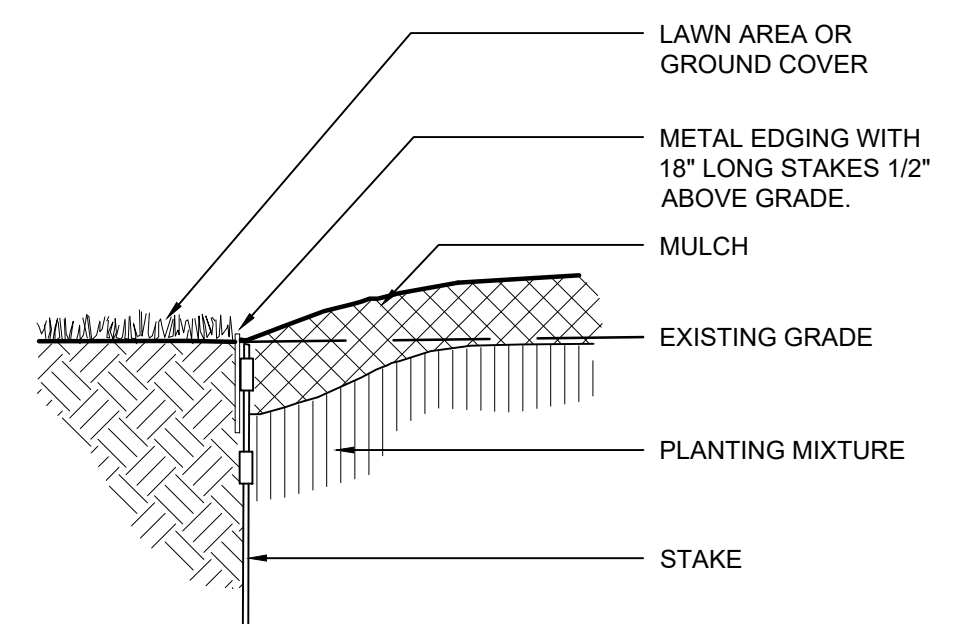 LAWN AREA OR
GROUND COVER
METAL EDGING WITH
18" LONG STAKES 1/2"
ABOVE GRADE.
MULCH
EXISTING GRADE
PLANTING MIXTURE
STAKE